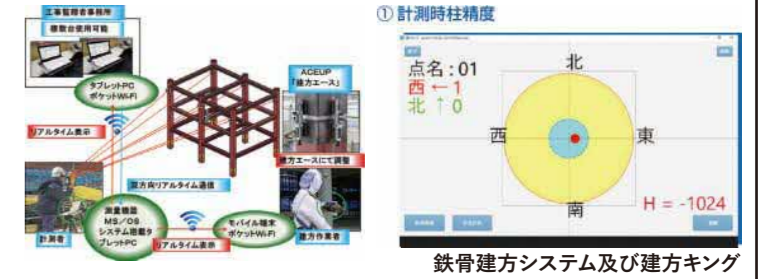 工事監理者事務所
複数台使用可能
タブレットPC
ポケットWi-Fi
リアルタイム表示
ACEUP
「建方エース」
建方エースにて調整
双方向リアルタイム通信
計測者
測量機器
MS／OS
システム搭載タ
ブレットPC
リアルタイム表示
モバイル端末
ポケットWi-Fi
建方作業者
① 計測時柱精度
点名:01
西 ← 1
北 ↑ 0
北
西
東
南
H = -1024
鉄骨建方システム及び建方キング